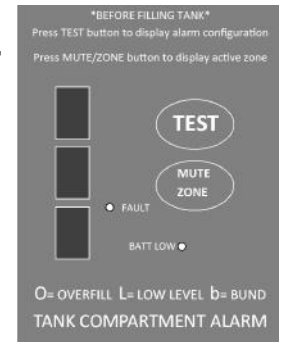 *BEFORE FILLING TANK*
Press TEST button to display alarm configuration
Press MUTE/ZONE button to display active zone
TEST
MUTE
ZONE
FAULT
BATT LOW
O= OVERFILL L= LOW LEVEL b= BUND
TANK COMPARTMENT ALARM